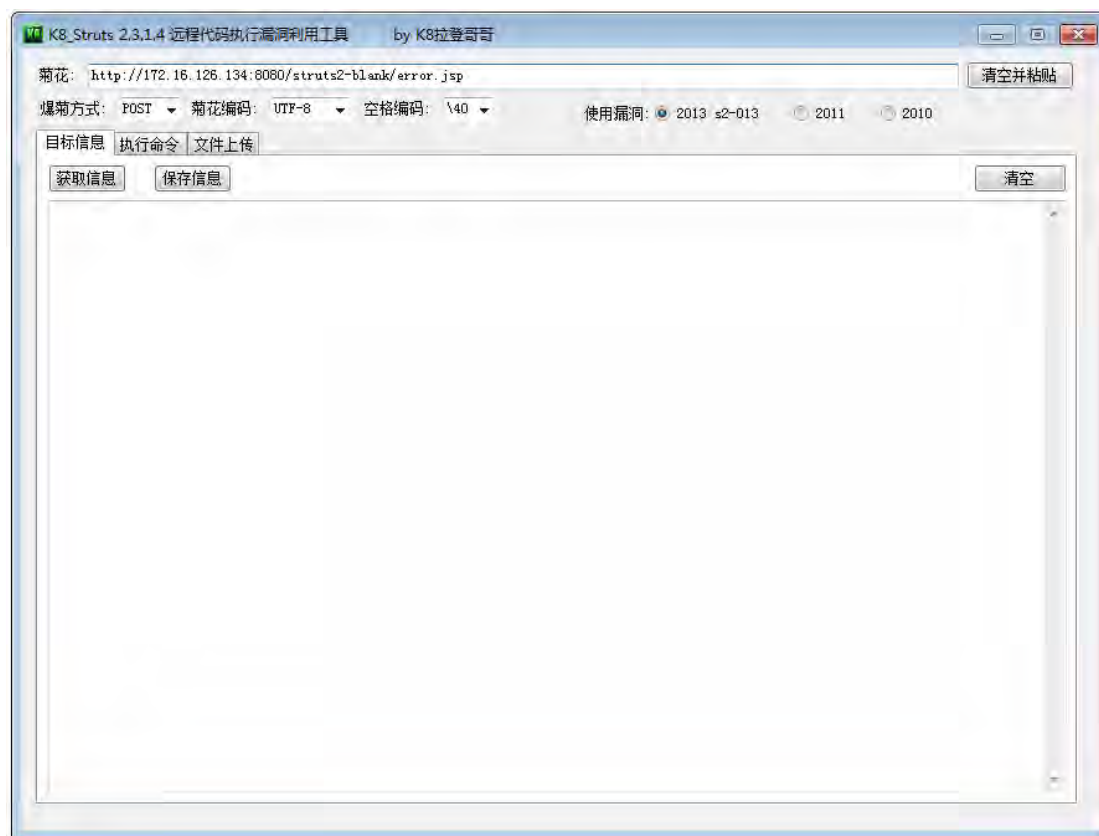 K8_Struts 2.3.1.4 远程代码执行漏洞利用工具 by K8拉登哥哥
菊花: http://172.16.126.134:8080/struts2-blank/error.jsp 清空并粘贴
爆菊方式: POST 菊花编码: UTF-8 空格编码: \40 使用漏洞: 2013 s2-013 2011 2010
目标信息 执行命令 文件上传
获取信息 保存信息 清空